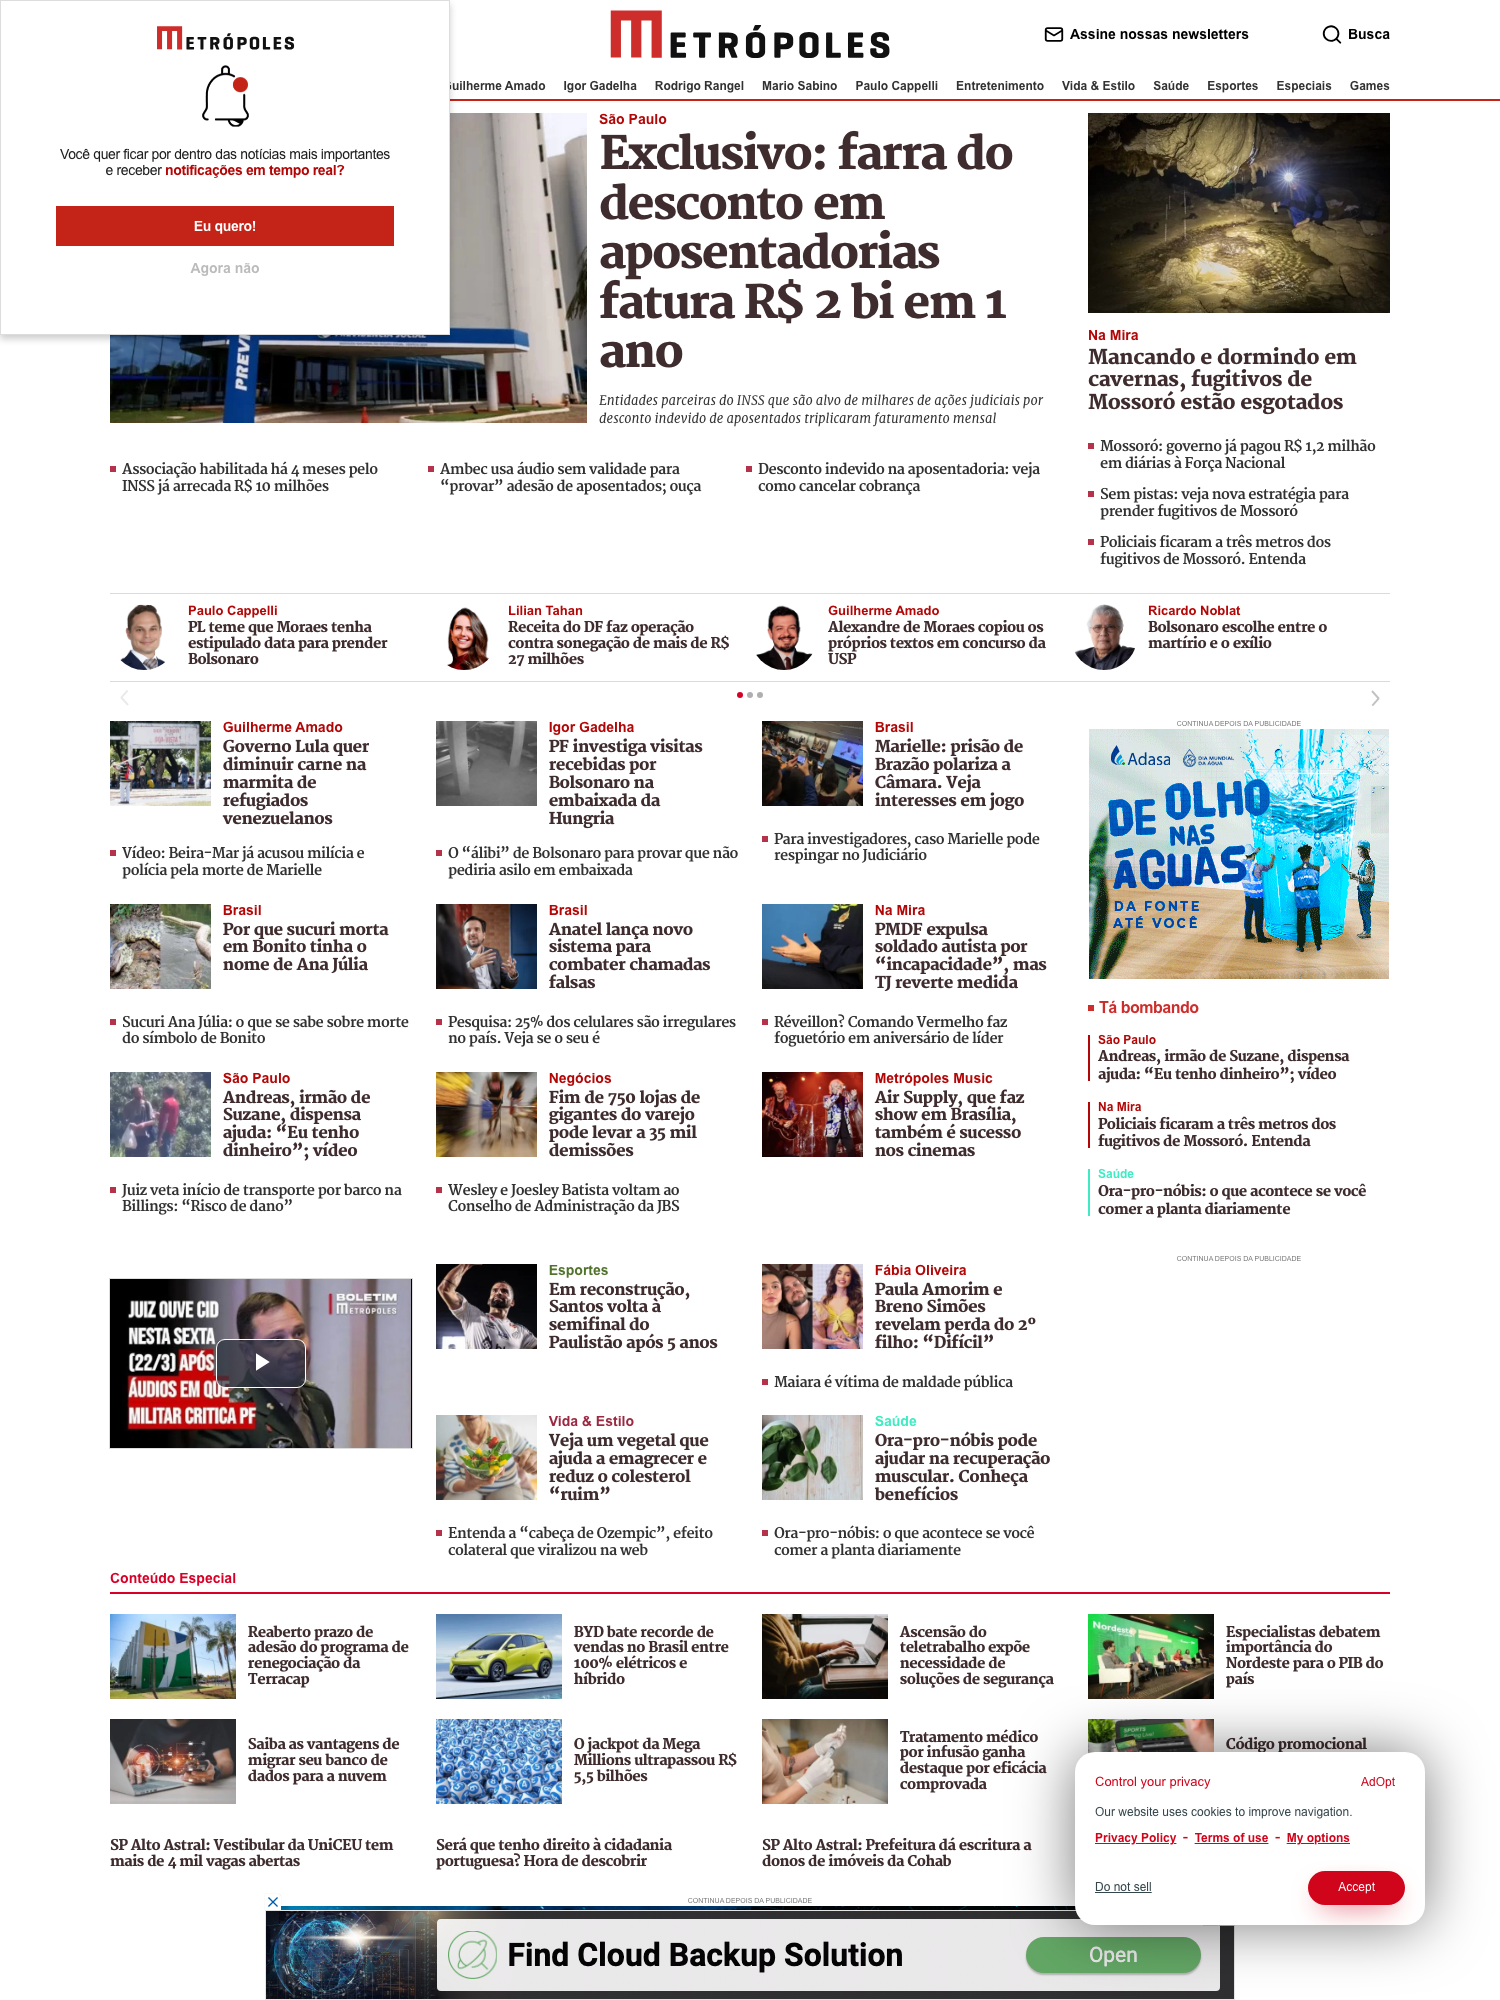 METRÓPOLES
Você quer ficar por dentro das notícias mais importantes
e receber notificações em tempo real?
Eu quero!
Agora não
METRÓPOLES
Assine nossas newsletters
Busca
Guilherme Amado Igor Gadelha Rodrigo Rangel Mario Sabino Paulo Cappelli Entretenimento Vida & Estilo Saúde Esportes Especiais Games
São Paulo
Exclusivo: farra do
desconto em
aposentadorias
fatura R$ 2 bi em 1
ano
Entidades parceiras do INSS que são alvo de milhares de ações judiciais por
desconto indevido de aposentados triplicaram faturamento mensal
Na Mira
Mancando e dormindo em
cavernas, fugitivos de
Mossoró estão esgotados
Mossoró: governo já pagou R$ 1,2 milhão
em diárias à Força Nacional
Sem pistas: veja nova estratégia para
prender fugitivos de Mossoró
Policiais ficaram a três metros dos
fugitivos de Mossoró. Entenda
Associação habilitada há 4 meses pelo
INSS já arrecada R$ 10 milhões
Ambec usa áudio sem validade para
“provar” adesão de aposentados; ouça
Desconto indevido na aposentadoria: veja
como cancelar cobrança
Paulo Cappelli
PL teme que Moraes tenha
estipulado data para prender
Bolsonaro
Lilian Tahan
Receita do DF faz operação
contra sonegação de mais de R$
27 milhões
Guilherme Amado
Alexandre de Moraes copiou os
próprios textos em concurso da
USP
Ricardo Noblat
Bolsonaro escolhe entre o
martírio e o exílio
Guilherme Amado
Governo Lula quer
diminuir carne na
marmita de
refugiados
venezuelanos
Vídeo: Beira-Mar já acusou milícia e
polícia pela morte de Marielle
Igor Gadelha
PF investiga visitas
recebidas por
Bolsonaro na
embaixada da
Hungria
O “álibi” de Bolsonaro para provar que não
pediria asilo em embaixada
Brasil
Marielle: prisão de
Brazão polariza a
Câmara. Veja
interesses em jogo
Para investigadores, caso Marielle pode
respingar no Judiciário
CONTINUA DEPOIS DA PUBLICIDADE
Adasa
DIA MUNDIAL
DA ÁGUA
DE OLHO
NAS
ÁGUAS
DA FONTE
ATÉ VOCÊ
Brasil
Por que sucuri morta
em Bonito tinha o
nome de Ana Júlia
Sucuri Ana Júlia: o que se sabe sobre morte
do símbolo de Bonito
Brasil
Anatel lança novo
sistema para
combater chamadas
falsas
Pesquisa: 25% dos celulares são irregulares
no país. Veja se o seu é
Na Mira
PMDF expulsa
soldado autista por
“incapacidade”, mas
TJ reverte medida
Réveillon? Comando Vermelho faz
foguetório em aniversário de líder
Tá bombando
São Paulo
Andreas, irmão de Suzane, dispensa
ajuda: “Eu tenho dinheiro”; vídeo
Na Mira
Policiais ficaram a três metros dos
fugitivos de Mossoró. Entenda
Saúde
Ora-pro-nóbis: o que acontece se você
comer a planta diariamente
São Paulo
Andreas, irmão de
Suzane, dispensa
ajuda: “Eu tenho
dinheiro”; vídeo
Juiz veta início de transporte por barco na
Billings: “Risco de dano”
Negócios
Fim de 750 lojas de
gigantes do varejo
pode levar a 35 mil
demissões
Wesley e Joesley Batista voltam ao
Conselho de Administração da JBS
Metrópoles Music
Air Supply, que faz
show em Brasília,
também é sucesso
nos cinemas
CONTINUA DEPOIS DA PUBLICIDADE
BOLETIM
METRÓPOLES
JUIZ OUVE CID
NESTA SEXTA
(22/3) APÓS
ÁUDIOS EM QUE
MILITAR CRITICA PF
Esportes
Em reconstrução,
Santos volta à
semifinal do
Paulistão após 5 anos
Fábia Oliveira
Paula Amorim e
Breno Simões
revelam perda do 2º
filho: “Difícil”
Maiara é vítima de maldade pública
Vida & Estilo
Veja um vegetal que
ajuda a emagrecer e
reduz o colesterol
“ruim”
Entenda a “cabeça de Ozempic”, efeito
colateral que viralizou na web
Saúde
Ora-pro-nóbis pode
ajudar na recuperação
muscular. Conheça
benefícios
Ora-pro-nóbis: o que acontece se você
comer a planta diariamente
Conteúdo Especial
Reaberto prazo de
adesão do programa de
renegociação da
Terracap
BYD bate recorde de
vendas no Brasil entre
100% elétricos e
híbrido
Ascensão do
teletrabalho expõe
necessidade de
soluções de segurança
Nordeste
Especialistas debatem
importância do
Nordeste para o PIB do
país
Saiba as vantagens de
migrar seu banco de
dados para a nuvem
O jackpot da Mega
Millions ultrapassou R$
5,5 bilhões
Tratamento médico
por infusão ganha
destaque por eficácia
comprovada
SPORTS
Código promocional
SP Alto Astral: Vestibular da UniCEU tem
mais de 4 mil vagas abertas
Será que tenho direito à cidadania
portuguesa? Hora de descobrir
SP Alto Astral: Prefeitura dá escritura a
donos de imóveis da Cohab
Control your privacy
AdOpt
Our website uses cookies to improve navigation.
Privacy Policy - Terms of use - My options
Do not sell
Accept
CONTINUA DEPOIS DA PUBLICIDADE
Find Cloud Backup Solution
Open